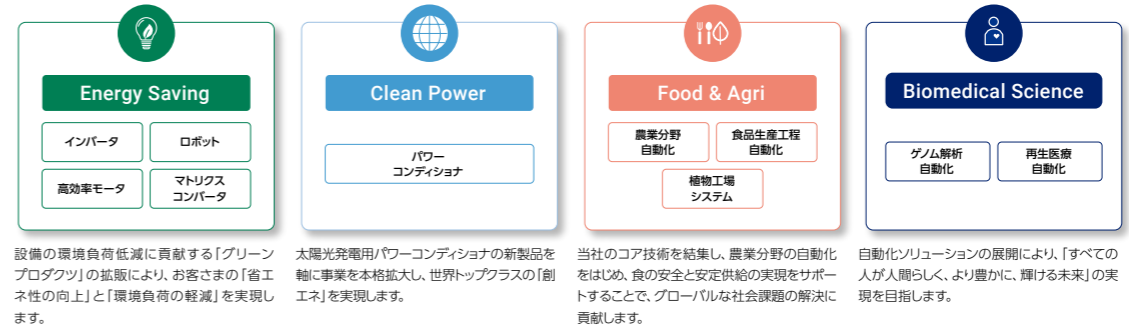 Energy Saving
インバータ
ロボット
高効率モータ
マトリクス
コンバータ
設備の環境負荷低減に貢献する「グリーン
プロダクツ」の拡販により、お客さまの「省エ
ネ性の向上」と「環境負荷の軽減」を実現し
ます。
Clean Power
パワー
コンディショナ
太陽光発電用パワーコンディショナの新製品を
軸に事業を本格拡大し、世界トップクラスの「創
エネ」を実現します。
Food & Agri
農業分野
自動化
食品生産工程
自動化
植物工場
システム
当社のコア技術を結集し、農業分野の自動化
をはじめ、食の安全と安定供給の実現をサポー
トすることで、グローバルな社会課題の解決に
貢献します。
Biomedical Science
ゲノム解析
自動化
再生医療
自動化
自動化ソリューションの展開により、「すべての
人が人間らしく、より豊かに、輝ける未来」の実
現を目指します。